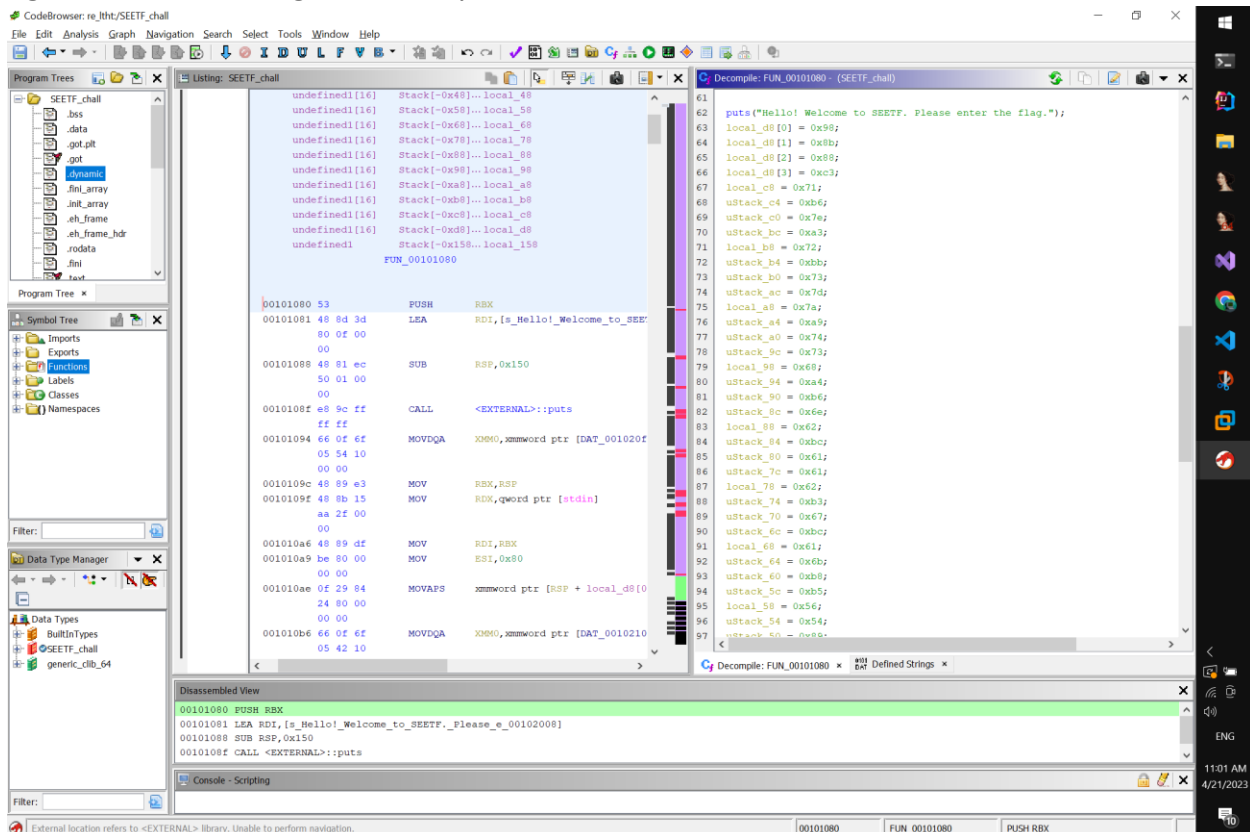 CodeBrowser: re_ltht:/SEETF_chall
File Edit Analysis Graph Navigation Search Select Tools Window Help
Program Trees
SEETF_chall
.bss
.data
.got.plt
.got
.dynamic
.fini_array
.init_array
.eh_frame
.eh_frame_hdr
.rodata
.fini
.text
Program Tree ×
Symbol Tree
Imports
Exports
Functions
Labels
Classes
Namespaces
Filter:
Data Type Manager
Data Types
BuiltInTypes
SEETF_chall
generic_clib_64
Filter:
Listing: SEETF_chall
undefined1[16] Stack[-0x48]... local_48
undefined1[16] Stack[-0x58]... local_58
undefined1[16] Stack[-0x68]... local_68
undefined1[16] Stack[-0x78]... local_78
undefined1[16] Stack[-0x88]... local_88
undefined1[16] Stack[-0x98]... local_98
undefined1[16] Stack[-0xa8]... local_a8
undefined1[16] Stack[-0xb8]... local_b8
undefined1[16] Stack[-0xc8]... local_c8
undefined1[16] Stack[-0xd8]... local_d8
undefined1 Stack[-0x158... local_158
FUN_00101080
00101080 53 PUSH RBX
00101081 48 8d 3d LEA RDI,[s_Hello!_Welcome_to_SEE
80 0f 00
00
00101088 48 81 ec SUB RSP,0x150
50 01 00
00
0010108f e8 9c ff CALL <EXTERNAL>::puts
ff ff
00101094 66 0f 6f MOVDQA XMM0,xmmword ptr [DAT_001020f
05 54 10
00 00
0010109c 48 89 e3 MOV RBX,RSP
0010109f 48 8b 15 MOV RDX,qword ptr [stdin]
aa 2f 00
00
001010a6 48 89 df MOV RDI,RBX
001010a9 be 80 00 MOV ESI,0x80
00 00
001010ae 0f 29 84 MOVAPS xmmword ptr [RSP + local_d8[0
24 80 00
00 00
001010b6 66 0f 6f MOVDQA XMM0,xmmword ptr [DAT_0010210
05 42 10
Decompile: FUN_00101080 - (SEETF_chall)
61
62 puts("Hello! Welcome to SEETF. Please enter the flag.");
63 local_d8[0] = 0x98;
64 local_d8[1] = 0x8b;
65 local_d8[2] = 0x88;
66 local_d8[3] = 0xc3;
67 local_c8 = 0x71;
68 uStack_c4 = 0xb6;
69 uStack_c0 = 0x7e;
70 uStack_bc = 0xa3;
71 local_b8 = 0x72;
72 uStack_b4 = 0xbb;
73 uStack_b0 = 0x73;
74 uStack_ac = 0x7d;
75 local_a8 = 0x7a;
76 uStack_a4 = 0xa9;
77 uStack_a0 = 0x74;
78 uStack_9c = 0x73;
79 local_98 = 0x68;
80 uStack_94 = 0xa4;
81 uStack_90 = 0xb6;
82 uStack_8c = 0x6e;
83 local_88 = 0x62;
84 uStack_84 = 0xbc;
85 uStack_80 = 0x61;
86 uStack_7c = 0x61;
87 local_78 = 0x62;
88 uStack_74 = 0xb3;
89 uStack_70 = 0x67;
90 uStack_6c = 0xbc;
91 local_68 = 0x61;
92 uStack_64 = 0x6b;
93 uStack_60 = 0xb8;
94 uStack_5c = 0xb5;
95 local_58 = 0x56;
96 uStack_54 = 0x54;
97 uStack_50 = 0x89;
Decompile: FUN_00101080 × Defined Strings ×
Disassembled View
00101080 PUSH RBX
00101081 LEA RDI,[s_Hello!_Welcome_to_SEETF._Please_e_00102008]
00101088 SUB RSP,0x150
0010108f CALL <EXTERNAL>::puts
Console - Scripting
External location refers to <EXTERNAL> library. Unable to perform navigation.
00101080 FUN_00101080 PUSH RBX
ENG
11:01 AM
4/21/2023
10